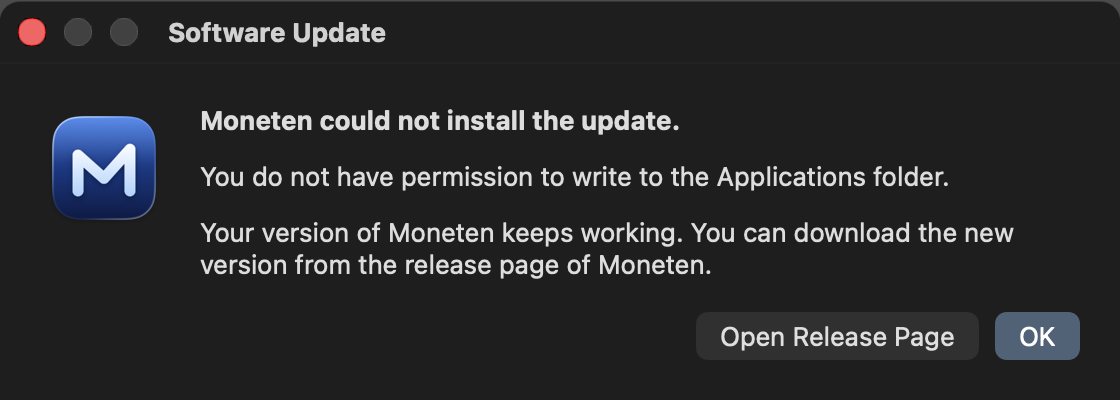 Software Update
M
Moneten could not install the update.
You do not have permission to write to the Applications folder.
Your version of Moneten keeps working. You can download the new
version from the release page of Moneten.
Open Release Page
OK